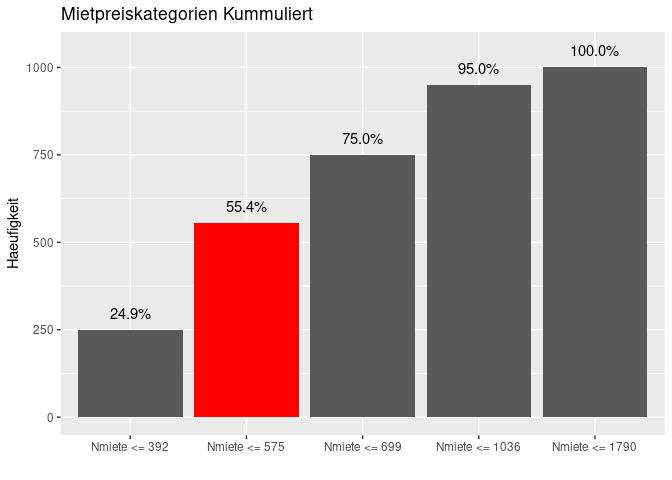 Mietpreiskategorien Kummuliert
100.0%
95.0%
75.0%
55.4%
24.9%
1000
750
500
250
0
Haeufigkeit
Nmiete <= 392
Nmiete <= 575
Nmiete <= 699
Nmiete <= 1036
Nmiete <= 1790